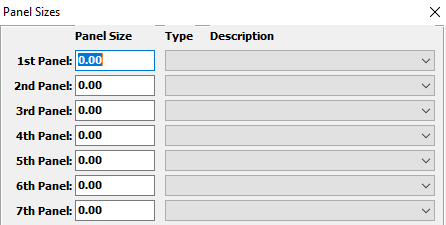 Panel Sizes
Panel Size Type Description
1st Panel: 0.00
2nd Panel: 0.00
3rd Panel: 0.00
4th Panel: 0.00
5th Panel: 0.00
6th Panel: 0.00
7th Panel: 0.00